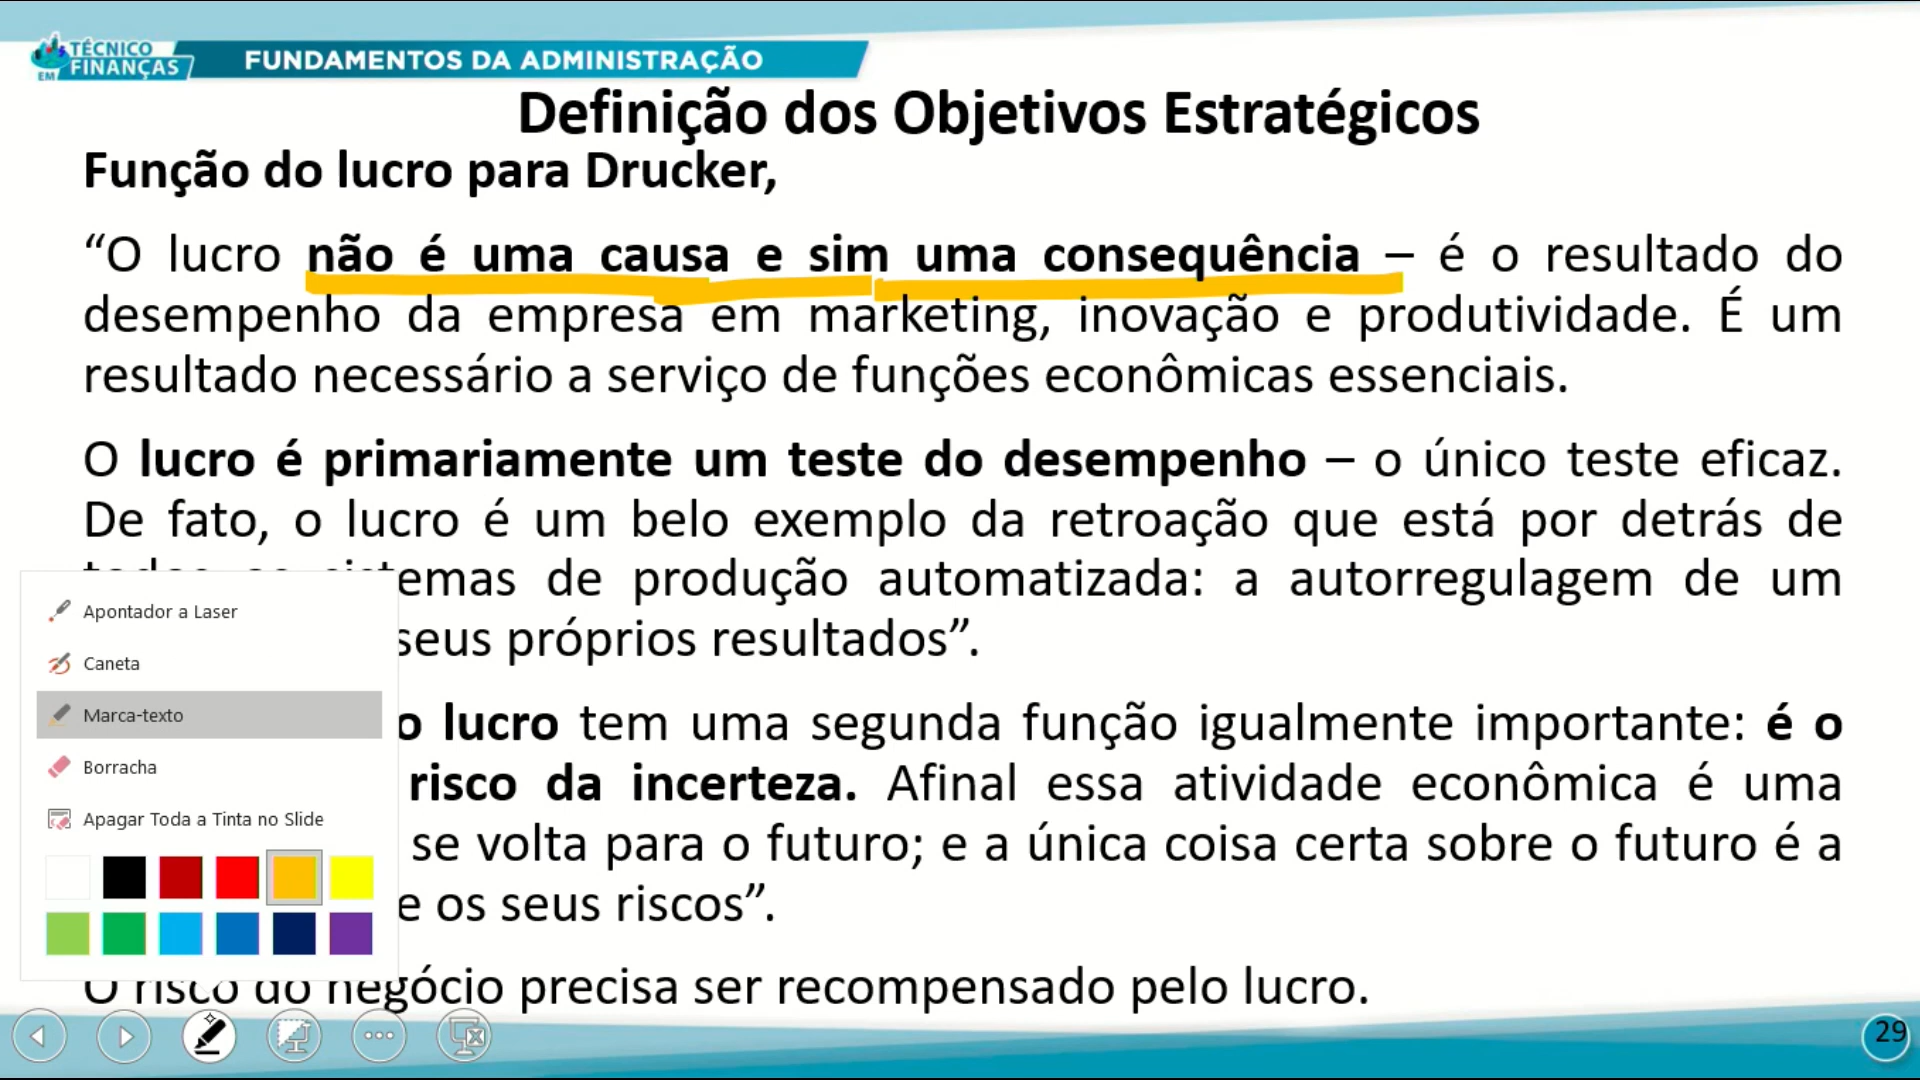 TÉCNICO
EM FINANÇAS
FUNDAMENTOS DA ADMINISTRAÇÃO
Definição dos Objetivos Estratégicos
Função do lucro para Drucker,
“O lucro não é uma causa e sim uma consequência – é o resultado do
desempenho da empresa em marketing, inovação e produtividade. É um
resultado necessário a serviço de funções econômicas essenciais.
O lucro é primariamente um teste do desempenho – o único teste eficaz.
De fato, o lucro é um belo exemplo da retroação que está por detrás de
sistemas de produção automatizada: a autorregulagem de um
seus próprios resultados”.
o lucro tem uma segunda função igualmente importante: é o
risco da incerteza. Afinal essa atividade econômica é uma
se volta para o futuro; e a única coisa certa sobre o futuro é a
e os seus riscos”.
O risco do negócio precisa ser recompensado pelo lucro.
Apontador a Laser
Caneta
Marca-texto
Borracha
Apagar Toda a Tinta no Slide
29